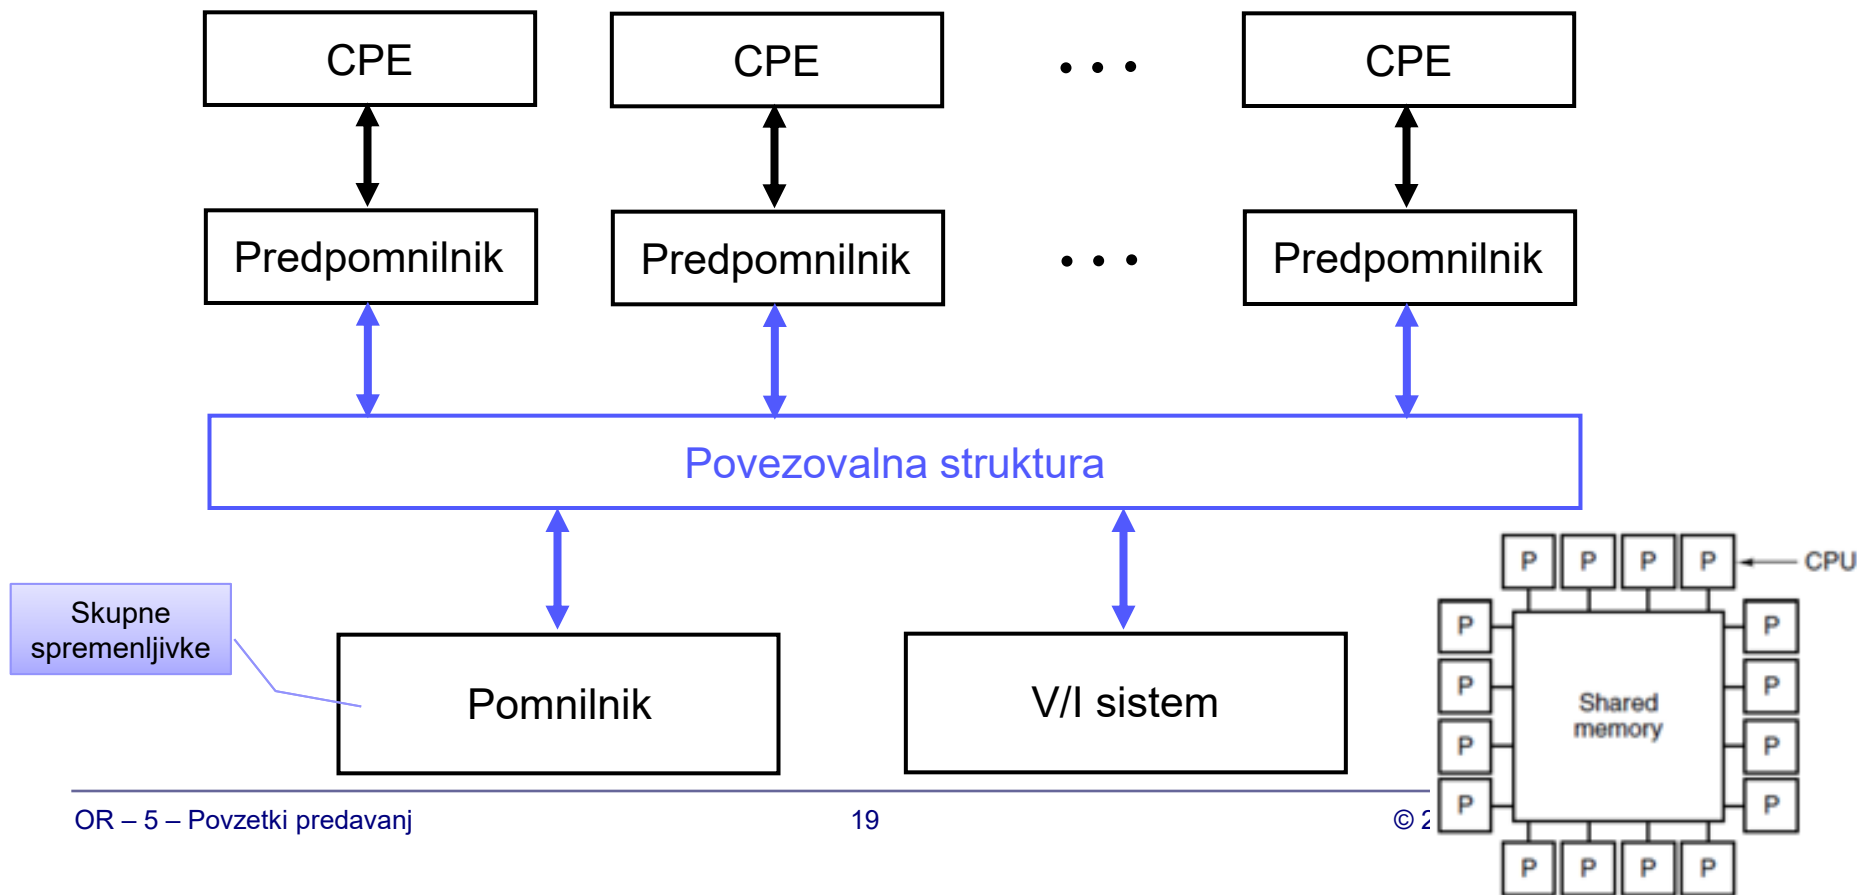 CPE
CPE
• • •
CPE
Predpomnilnik
Predpomnilnik
• • •
Predpomnilnik
Povezovalna struktura
Skupne
spremenljivke
Pomnilnik
V/I sistem
P P P P CPU
P P
P P
Shared
memory
P P
P P
P P P P
OR – 5 – Povzetki predavanj
19
©